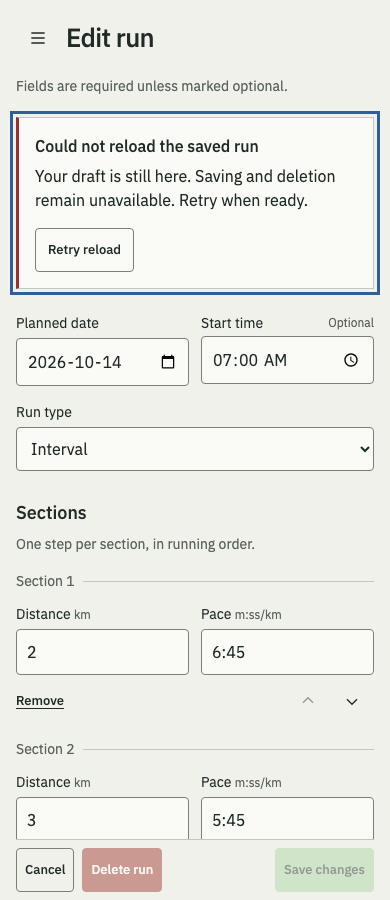 Edit run
Fields are required unless marked optional.
Could not reload the saved run
Your draft is still here. Saving and deletion
remain unavailable. Retry when ready.
Retry reload
Planned date
Start time Optional
2026-10-14
07:00 AM
Run type
Interval
Sections
One step per section, in running order.
Section 1
Distance km
Pace m:ss/km
2
6:45
Remove
Section 2
Distance km
Pace m:ss/km
3
5:45
Cancel
Delete run
Save changes